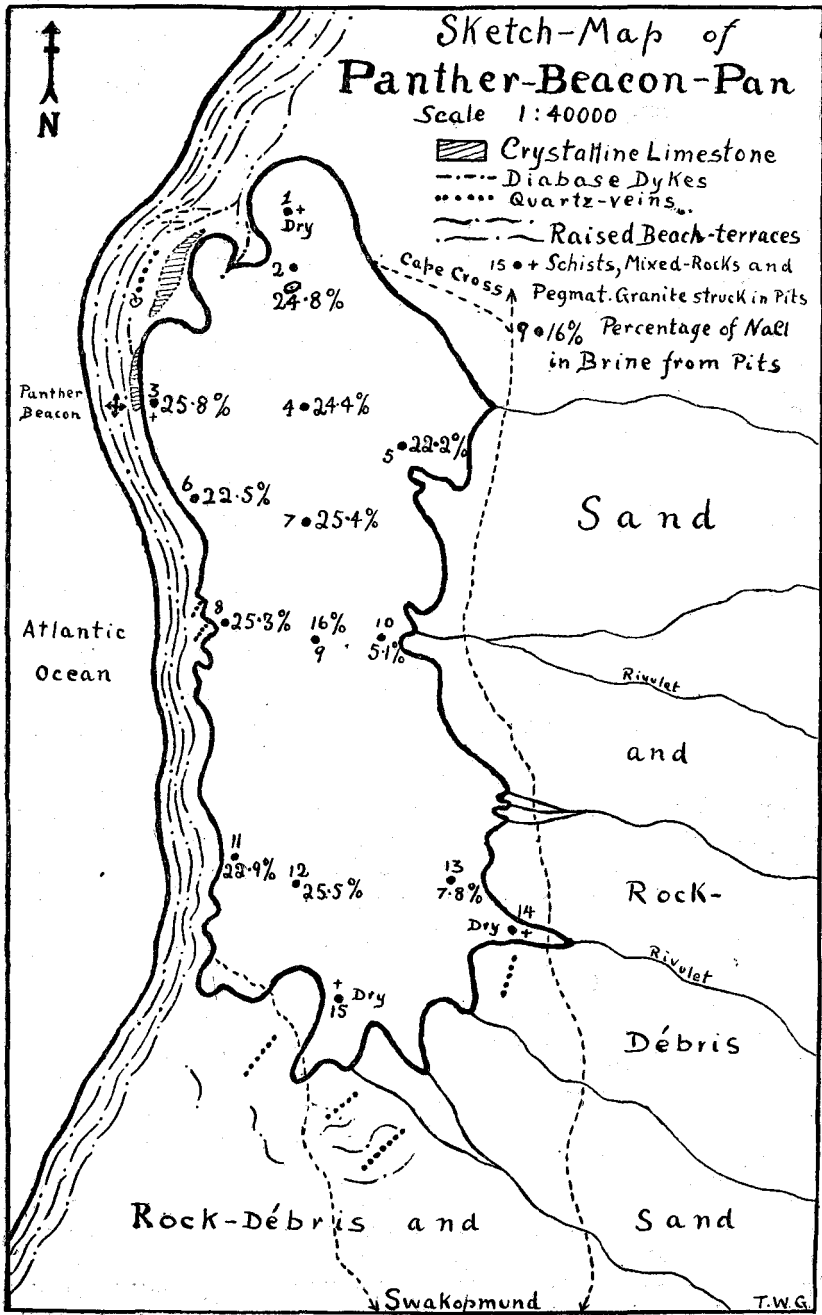 Sketch-Map of
Panther-Beacon-Pan
Scale 1:40000
N
Crystalline Limestone
Diabase Dykes
Quartz-veins
Raised Beach-terraces
15 + Schists, Mixed-Rocks and
Pegmat. Granite struck in Pits
9 16% Percentage of NaCl
in Brine from Pits
Cape Cross
1 +
Dry
2
24.8%
Panther
Beacon
3
25.8%
+
4 24.4%
5 22.2%
6
22.5%
7 25.4%
Sand
8
25.3%
16%
9
10
5.1%
Atlantic
Ocean
Rivulet
and
11
22.9%
12
25.5%
13
7.8%
14
Dry +
Rock-
Rivulet
+
Dry
15
Débris
Rock-Débris and
Sand
Swakopmund
T.W.G.